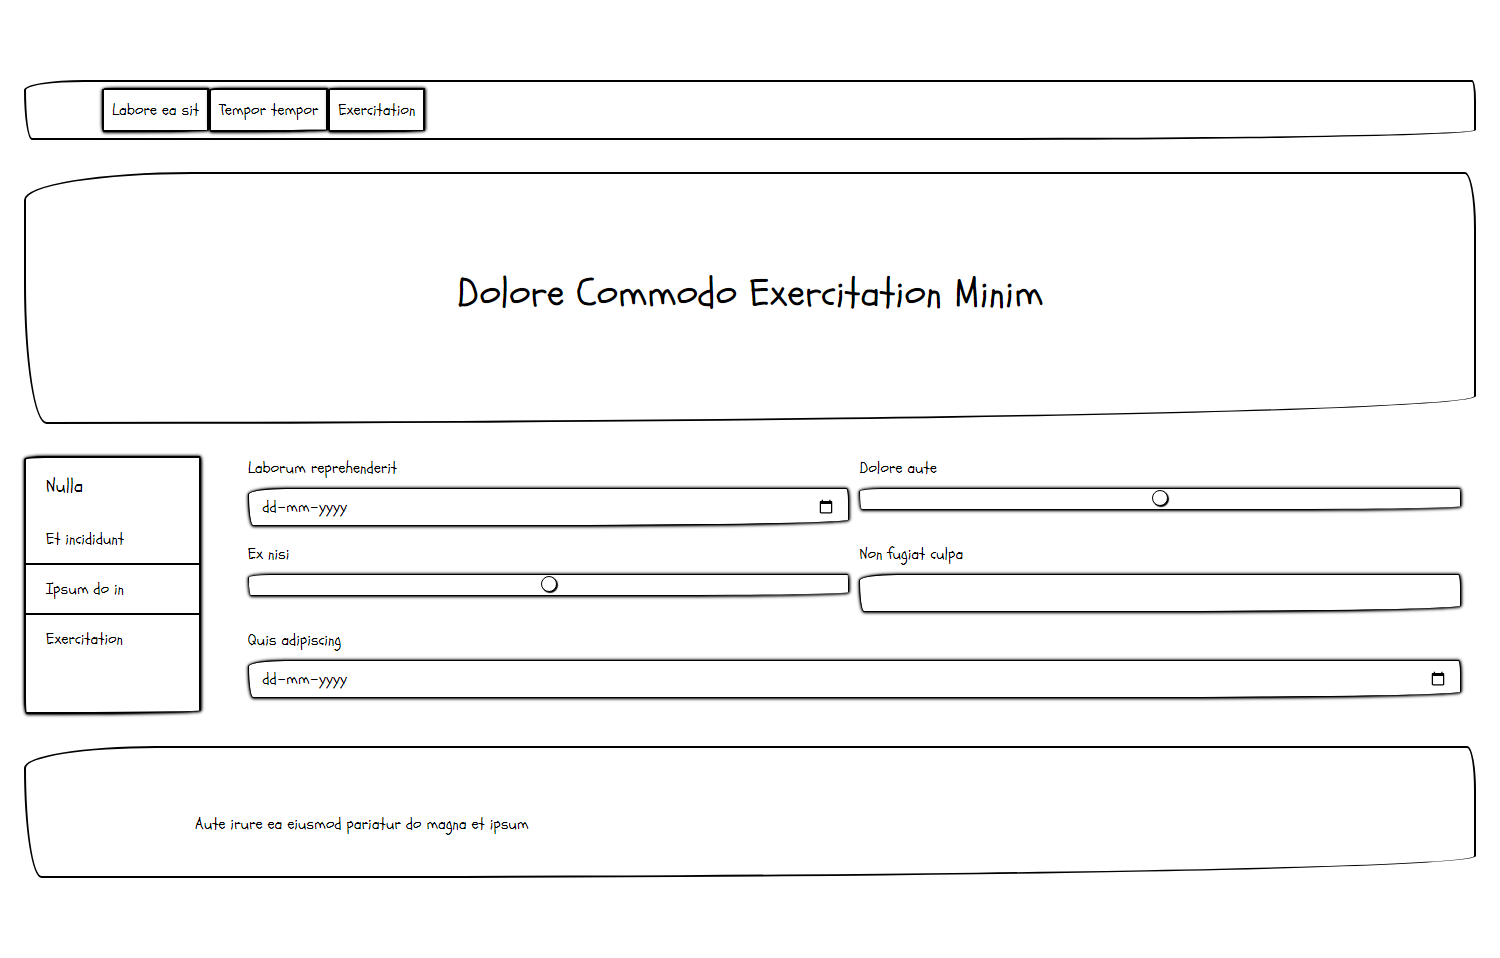 Labore ea sit Tempor tempor Exercitation
Dolore Commodo Exercitation Minim
Nulla
Et incididunt
Ipsum do in
Exercitation
Laborum reprehenderit
dd-mm-yyyy
Dolore aute
Ex nisi
Non fugiat culpa
Quis adipiscing
dd-mm-yyyy
Aute irure ea eiusmod pariatur do magna et ipsum